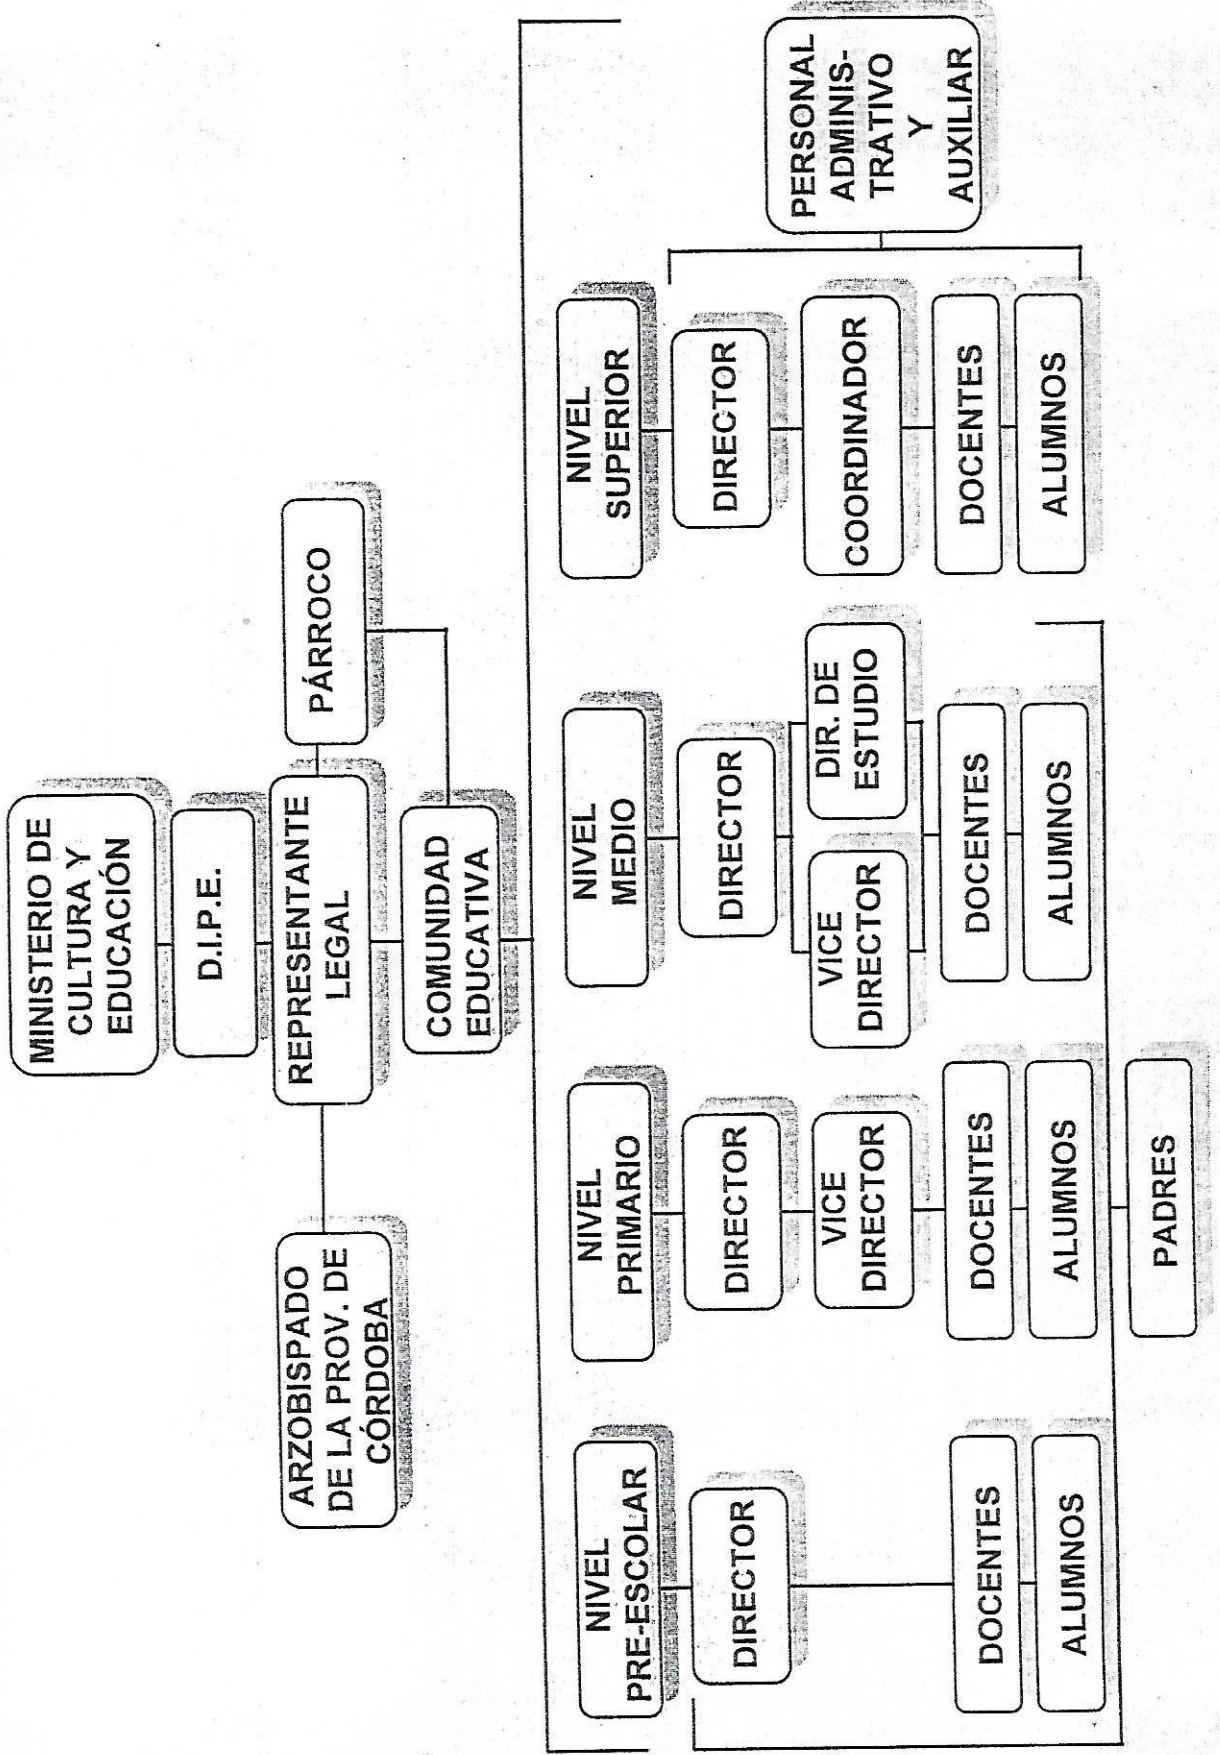 MINISTERIO DE
CULTURA Y
EDUCACIÓN
D.I.P.E.
ARZOBISPADO
DE LA PROV. DE
CÓRDOBA
REPRESENTANTE
LEGAL
PÁRROCO
COMUNIDAD
EDUCATIVA
NIVEL
PRE-ESCOLAR
DIRECTOR
DOCENTES
ALUMNOS
NIVEL
PRIMARIO
DIRECTOR
VICE
DIRECTOR
DOCENTES
ALUMNOS
NIVEL
MEDIO
DIRECTOR
VICE
DIRECTOR
DIR. DE
ESTUDIO
DOCENTES
ALUMNOS
NIVEL
SUPERIOR
DIRECTOR
COORDINADOR
DOCENTES
ALUMNOS
PERSONAL
ADMINIS-
TRATIVO
Y
AUXILIAR
PADRES